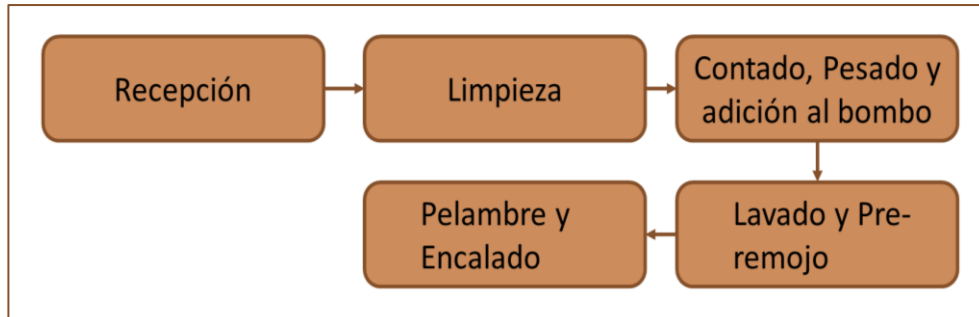 Recepción
Limpieza
Contado, Pesado y
adición al bombo
Lavado y Pre-
remojo
Pelambre y
Encalado